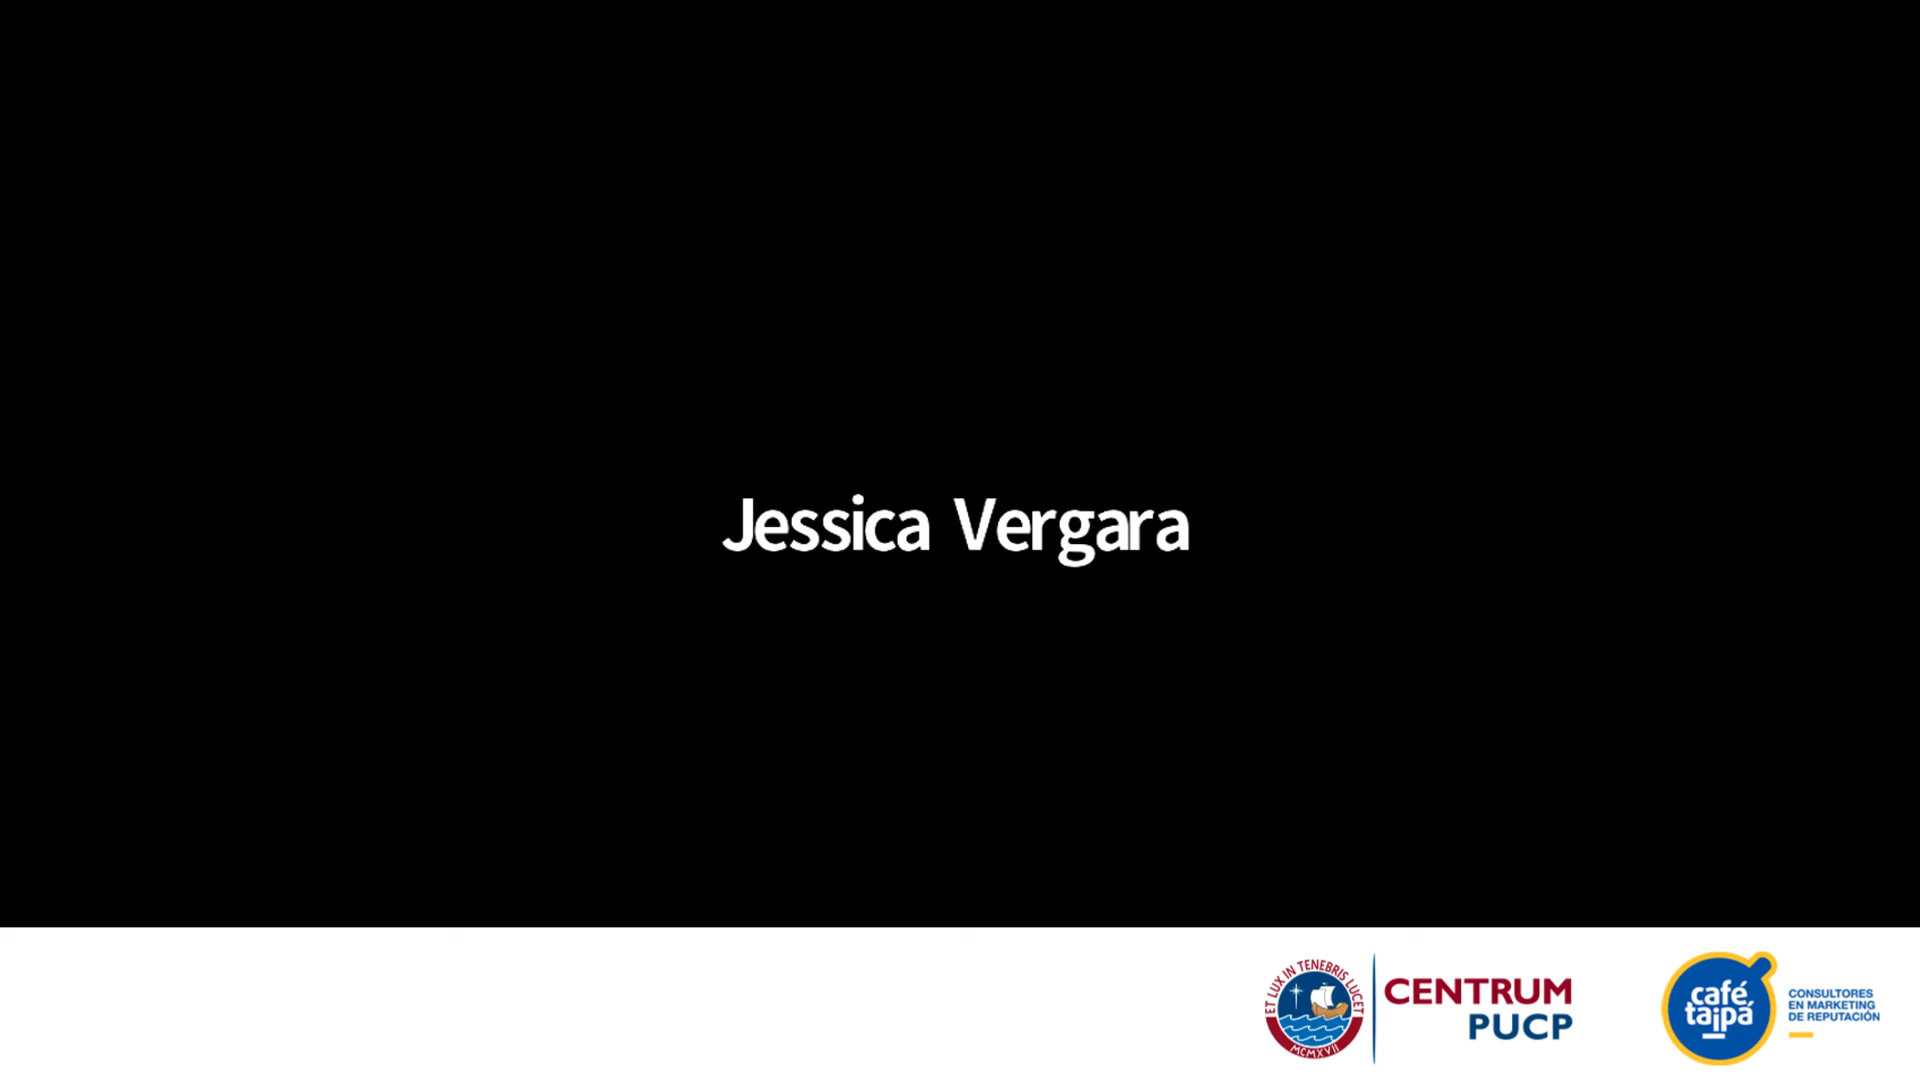 Jessica Vergara
ET LUX IN TENEBRIS LUCET
MCMXVII
CENTRUM
PUCP
café
taipá
CONSULTORES
EN MARKETING
DE REPUTACIÓN